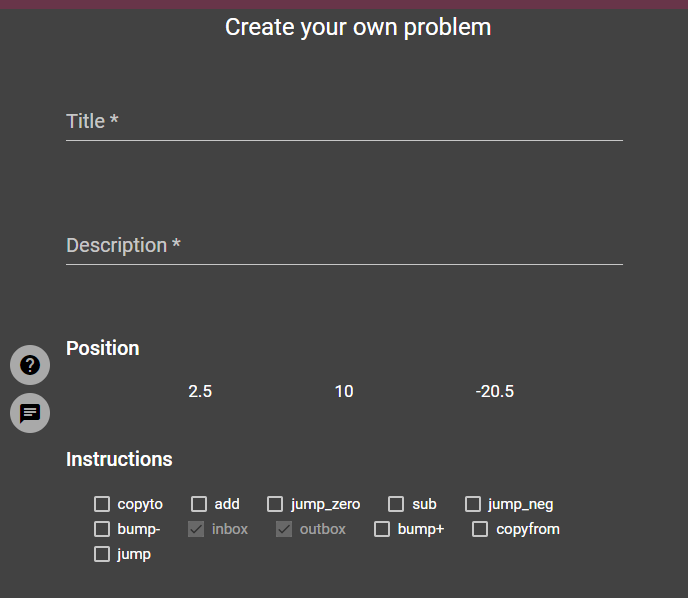 Create your own problem
Title *
Description *
Position
2.5 10 -20.5
Instructions
copyto add jump_zero sub jump_neg
bump- inbox outbox bump+ copyfrom
jump